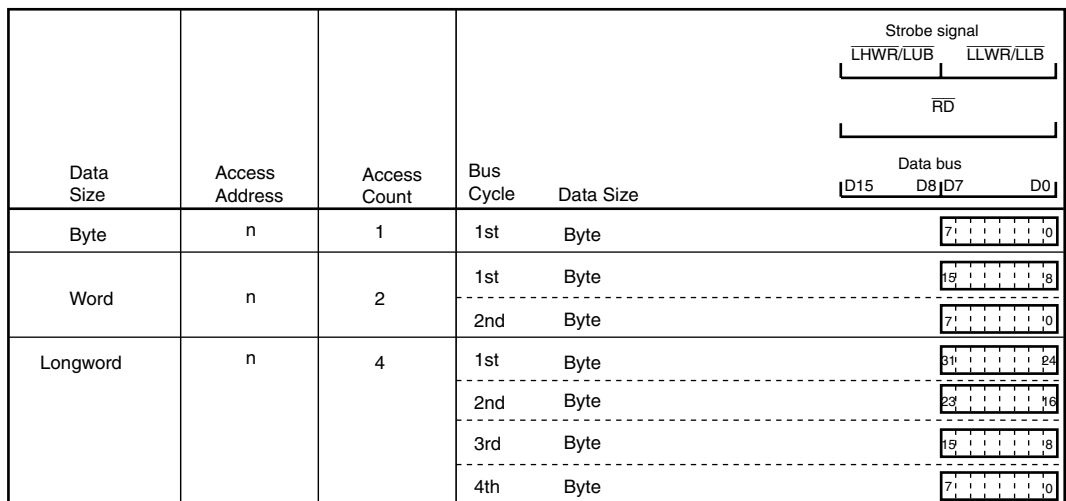 Strobe signal
LHWR/LUB LLWR/LLB
RD
Data Size
Access Address
Access Count
Bus Cycle
Data Size
Data bus
D15 D8 D7 D0
Byte n 1 1st Byte 7 0
Word n 2 1st Byte 15 8
2nd Byte 7 0
Longword n 4 1st Byte 31 24
2nd Byte 23 16
3rd Byte 15 8
4th Byte 7 0